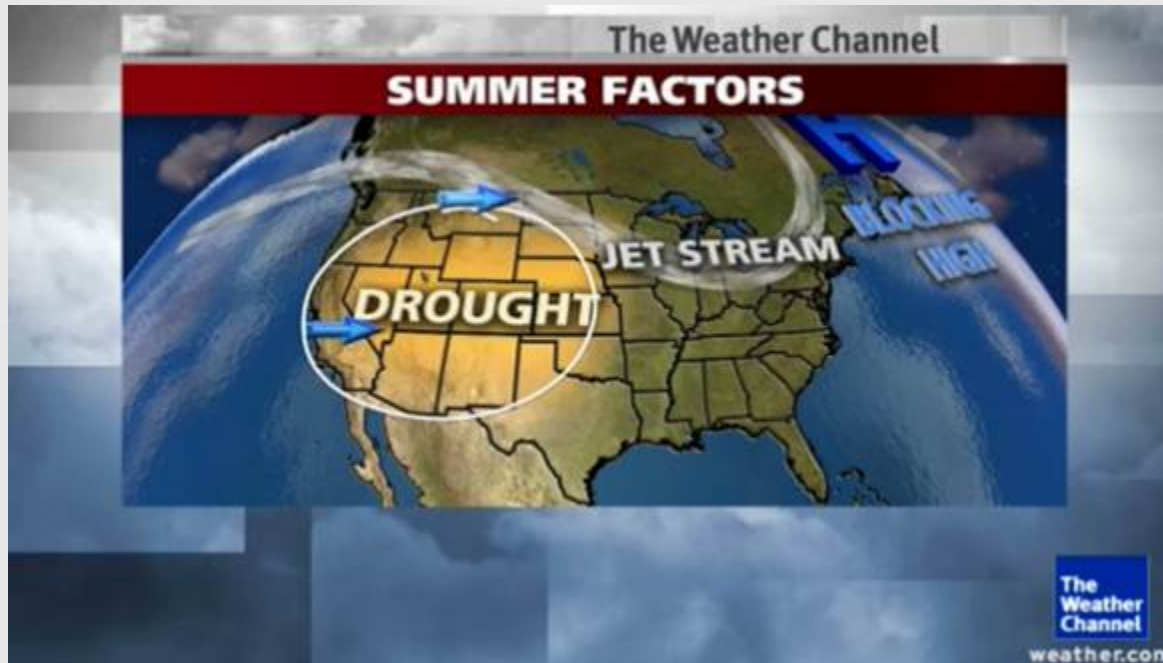 The Weather Channel
SUMMER FACTORS
H
BLOCKING
HIGH
JET STREAM
DROUGHT
The
Weather
Channel
weather.com